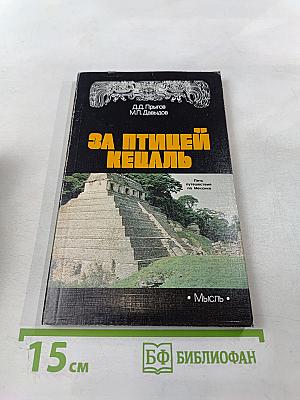 Д.Д. Прыгов
М.П. Давыдов
ЗА ПТИЦЕЙ
КЕЦАЛЬ
Пять
путешествий
по Мексике
• Мысль •
15 см
БФ БИБЛИОФАН